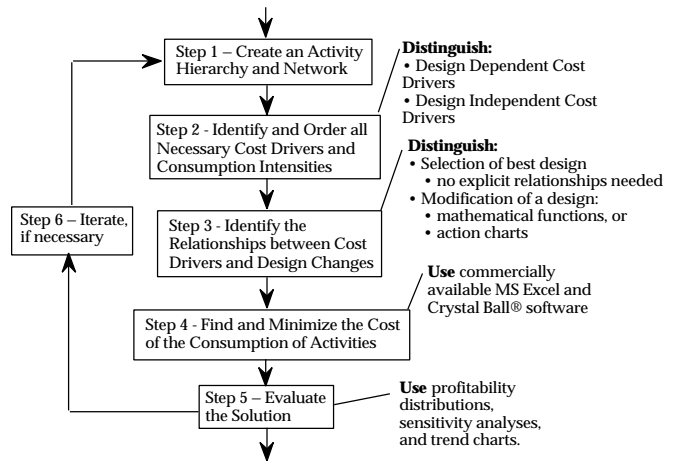 Step 1 – Create an Activity
Hierarchy and Network
Distinguish:
• Design Dependent Cost
Drivers
• Design Independent Cost
Drivers
Step 2 - Identify and Order all
Necessary Cost Drivers and
Consumption Intensities
Distinguish:
• Selection of best design
• no explicit relationships needed
• Modification of a design:
• mathematical functions, or
• action charts
Step 3 - Identify the
Relationships between Cost
Drivers and Design Changes
Step 6 – Iterate,
if necessary
Use commercially
available MS Excel and
Crystal Ball® software
Step 4 - Find and Minimize the Cost
of the Consumption of Activities
Step 5 – Evaluate
the Solution
Use profitability
distributions,
sensitivity analyses,
and trend charts.